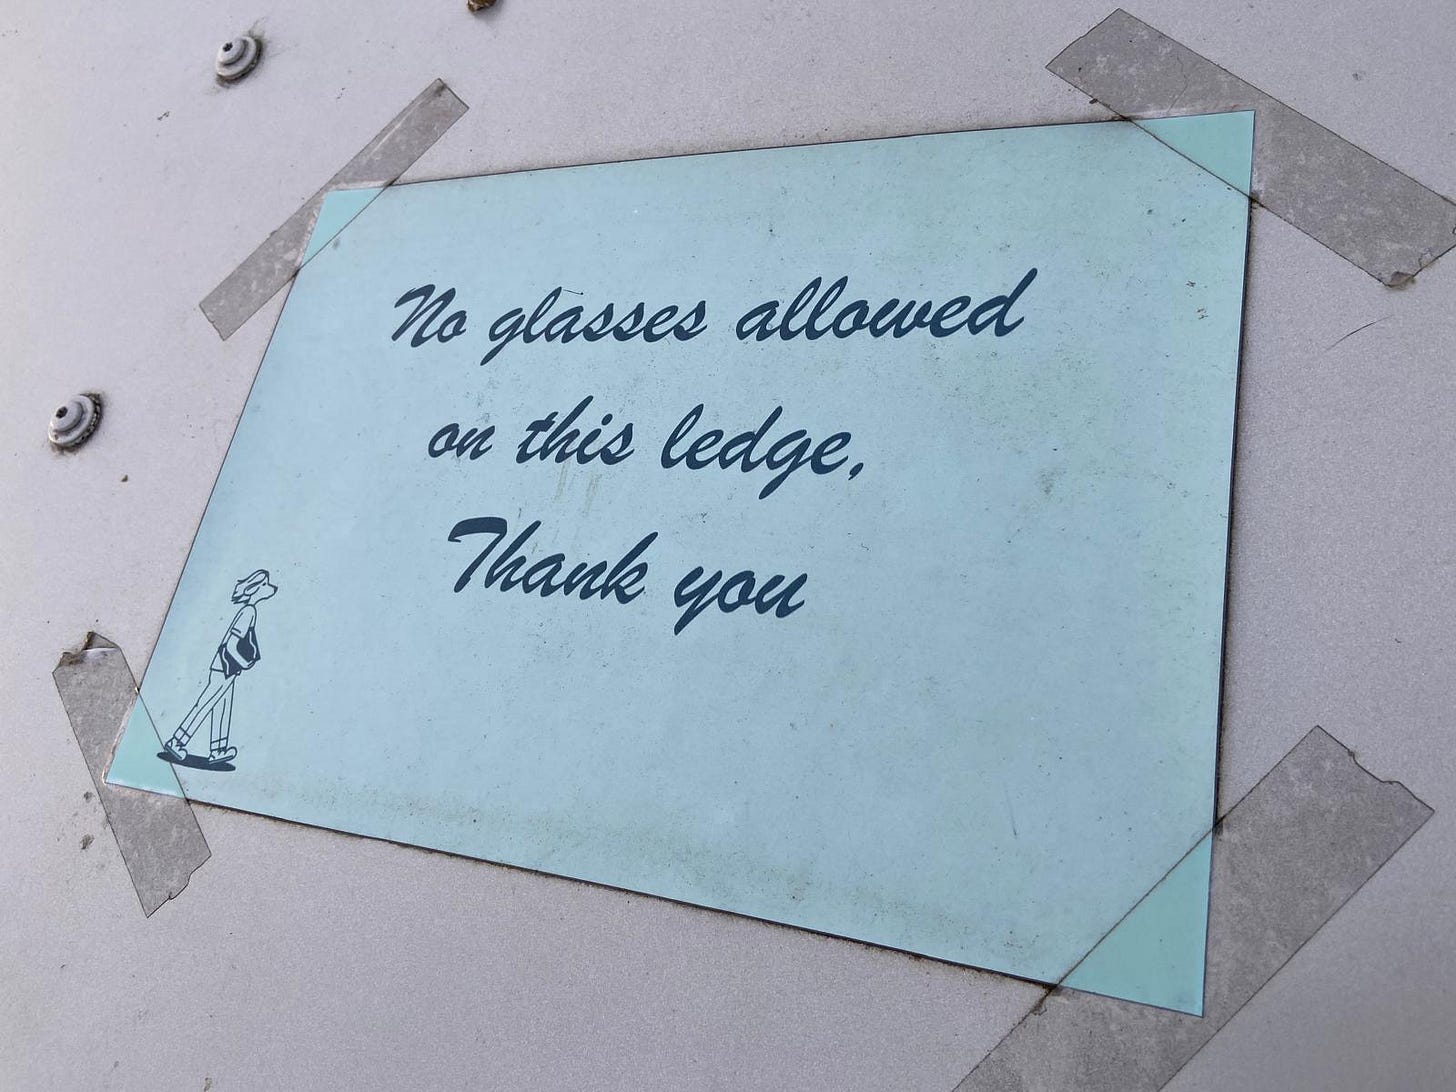 No glasses allowed
on this ledge,
Thank you